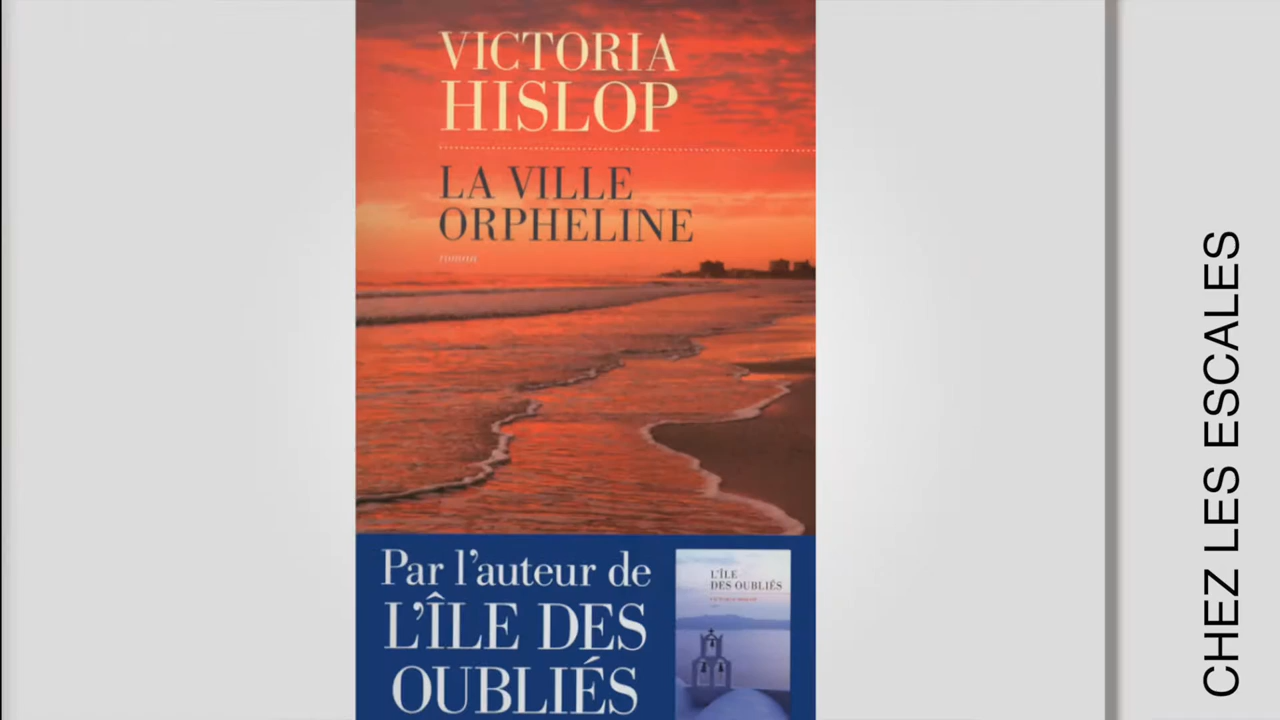 VICTORIA
HISLOP
LA VILLE
ORPHELINE
roman
Par l'auteur de
L'ÎLE DES
OUBLIÉS
L'ÎLE
DES OUBLIÉS
CHEZ LES ESCALES